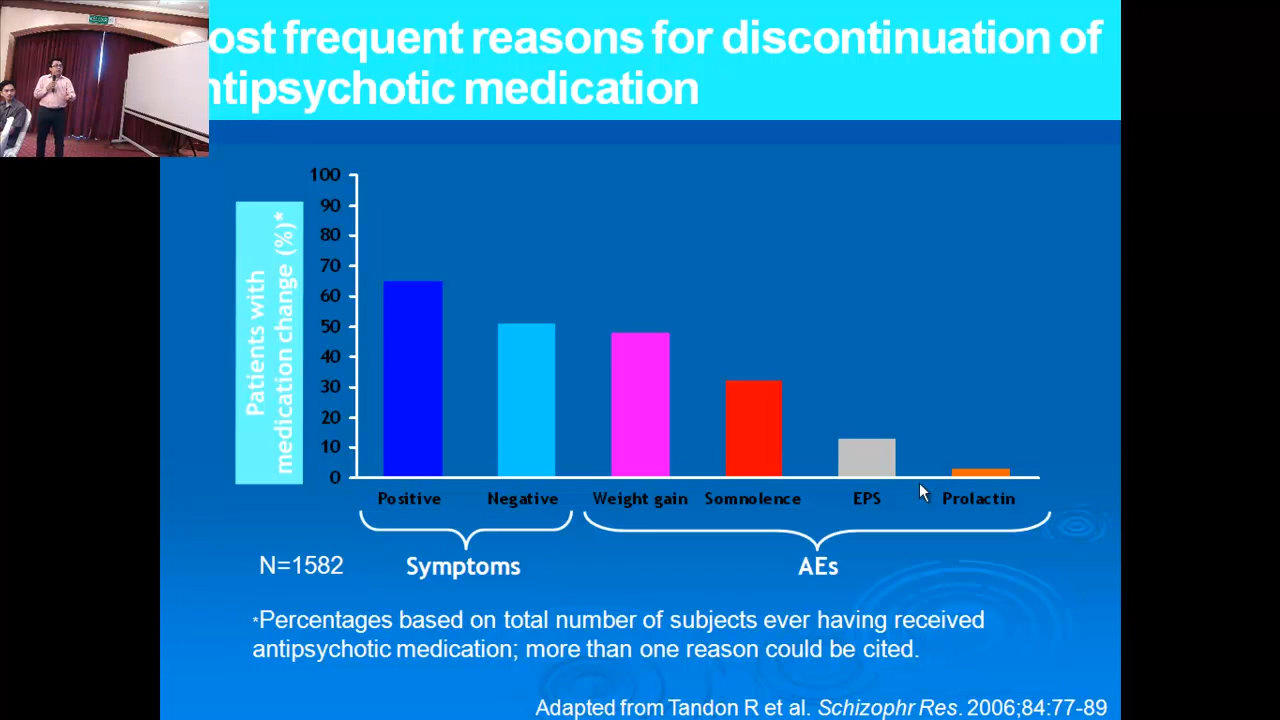 ost frequent reasons for discontinuation of
ntipsychotic medication
Patients with
medication change (%)*
100
90
80
70
60
50
40
30
20
10
0
Positive Negative Weight gain Somnolence EPS Prolactin
Symptoms AEs
N=1582
*Percentages based on total number of subjects ever having received
antipsychotic medication; more than one reason could be cited.
Adapted from Tandon R et al. Schizophr Res. 2006;84:77-89